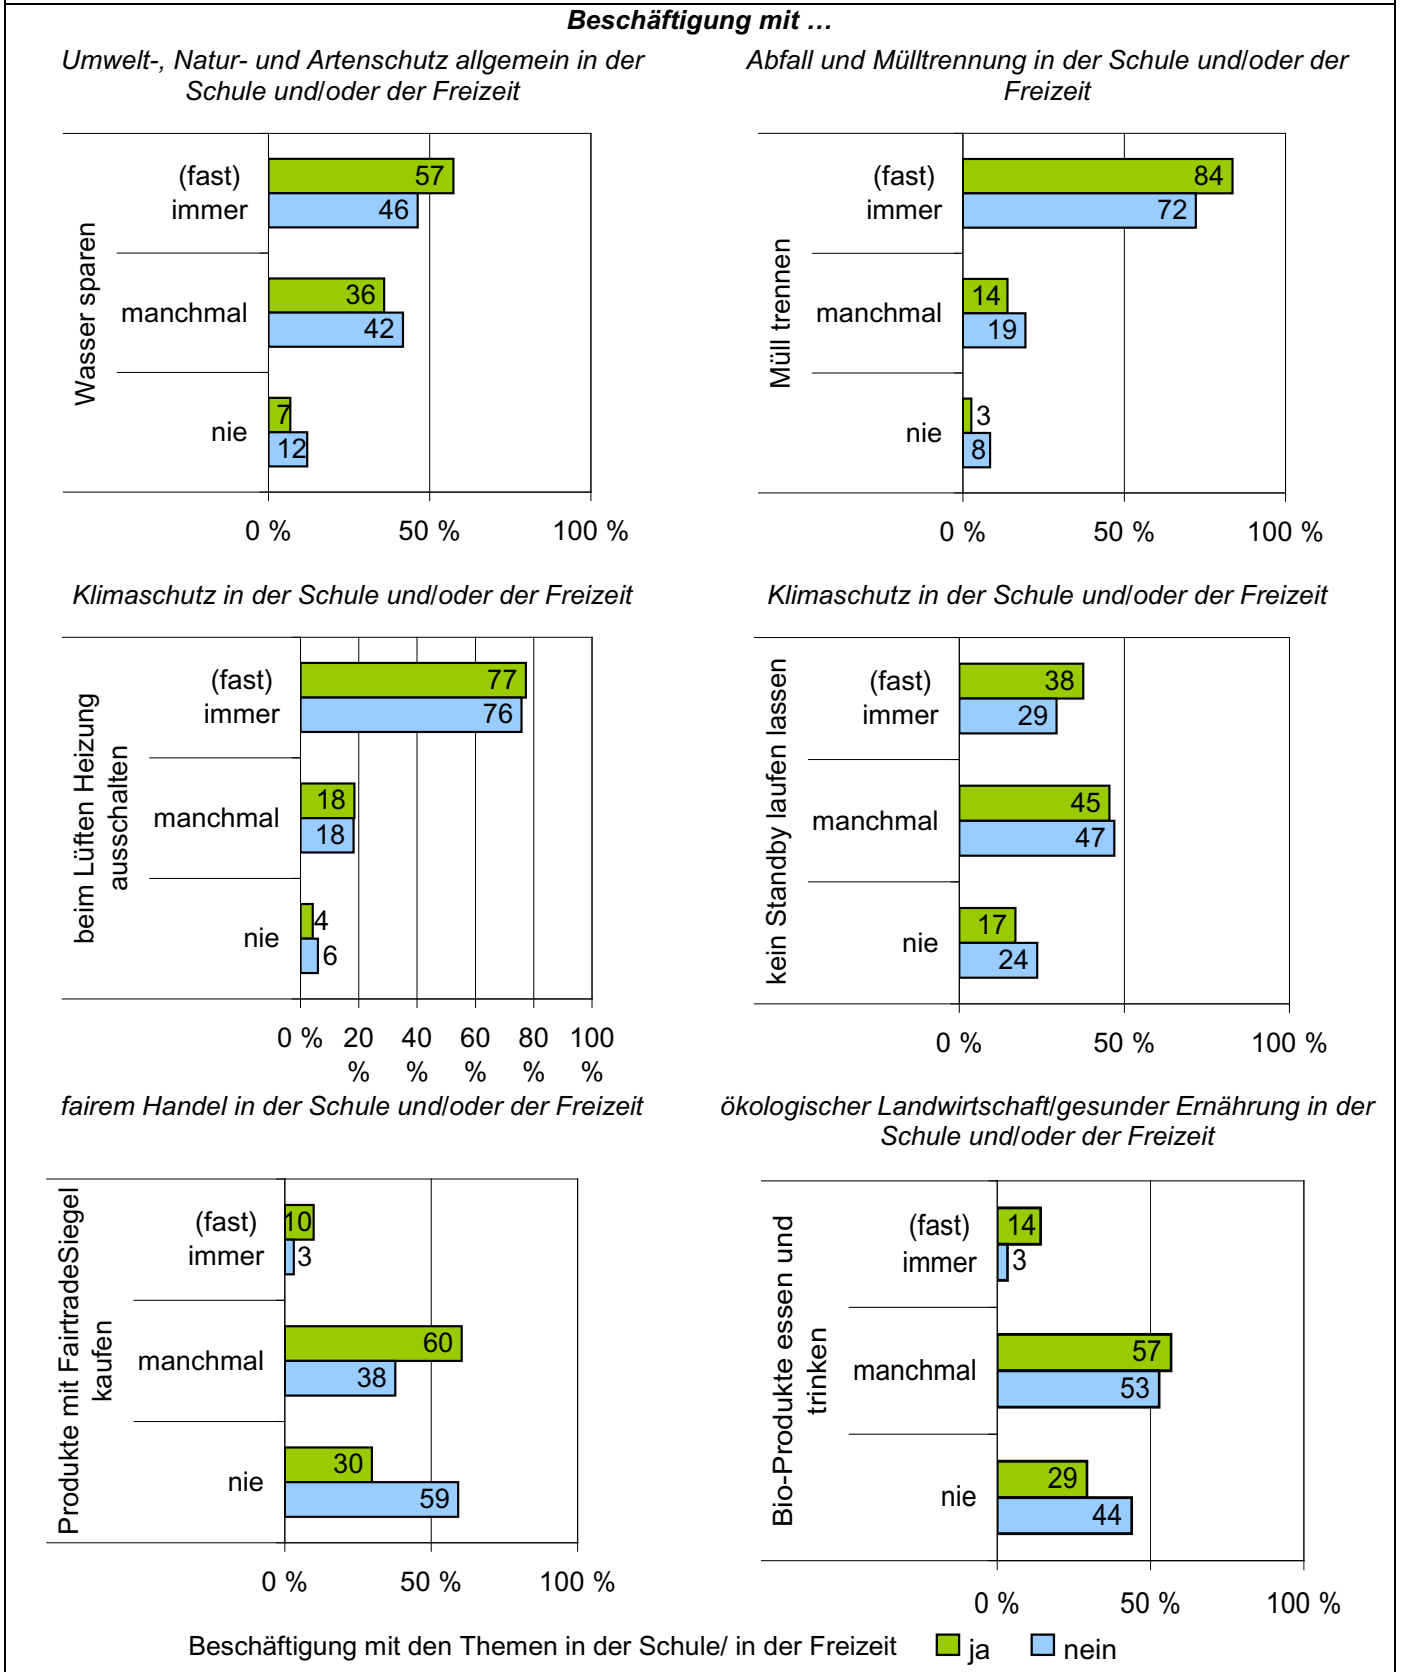 Beschäftigung mit …
Umwelt-, Natur- und Artenschutz allgemein in der
Schule und/oder der Freizeit
Wasser sparen
(fast)
immer
57
46
manchmal
36
42
nie
7
12
0 %
50 %
100 %
Abfall und Mülltrennung in der Schule und/oder der
Freizeit
Müll trennen
(fast)
immer
84
72
manchmal
14
19
nie
3
8
0 %
50 %
100 %
Klimaschutz in der Schule und/oder der Freizeit
beim Lüften Heizung
ausschalten
(fast)
immer
77
76
manchmal
18
18
nie
4
6
0 % 20 40 60 80 100
% % % % %
Klimaschutz in der Schule und/oder der Freizeit
kein Standby laufen lassen
(fast)
immer
38
29
manchmal
45
47
nie
17
24
0 %
50 %
100 %
fairem Handel in der Schule und/oder der Freizeit
Produkte mit FairtradeSiegel
kaufen
(fast)
immer
10
3
manchmal
60
38
nie
30
59
0 %
50 %
100 %
ökologischer Landwirtschaft/gesunder Ernährung in der
Schule und/oder der Freizeit
Bio-Produkte essen und
trinken
(fast)
immer
14
3
manchmal
57
53
nie
29
44
0 %
50 %
100 %
Beschäftigung mit den Themen in der Schule/ in der Freizeit ja nein